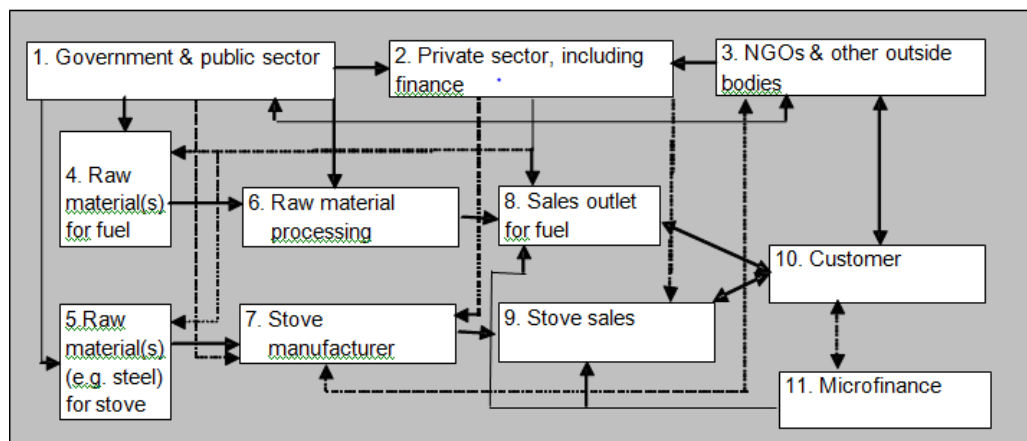 1. Government & public sector
2. Private sector, including
finance
3. NGOs & other outside
bodies
4. Raw
material(s)
for fuel
6. Raw material
processing
8. Sales outlet
for fuel
10. Customer
5.Raw
material(s)
(e.g. steel)
for stove
7. Stove
manufacturer
9. Stove sales
11. Microfinance